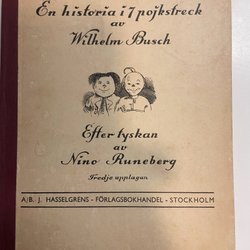 En historia i 7 pojkstreck
av
Wilhelm Busch
Efter tyskan
av
Nino Runeberg
Tredje upplagan
A/B. J. HASSELGRENS - FÖRLAGSBOKHANDEL - STOCKHOLM